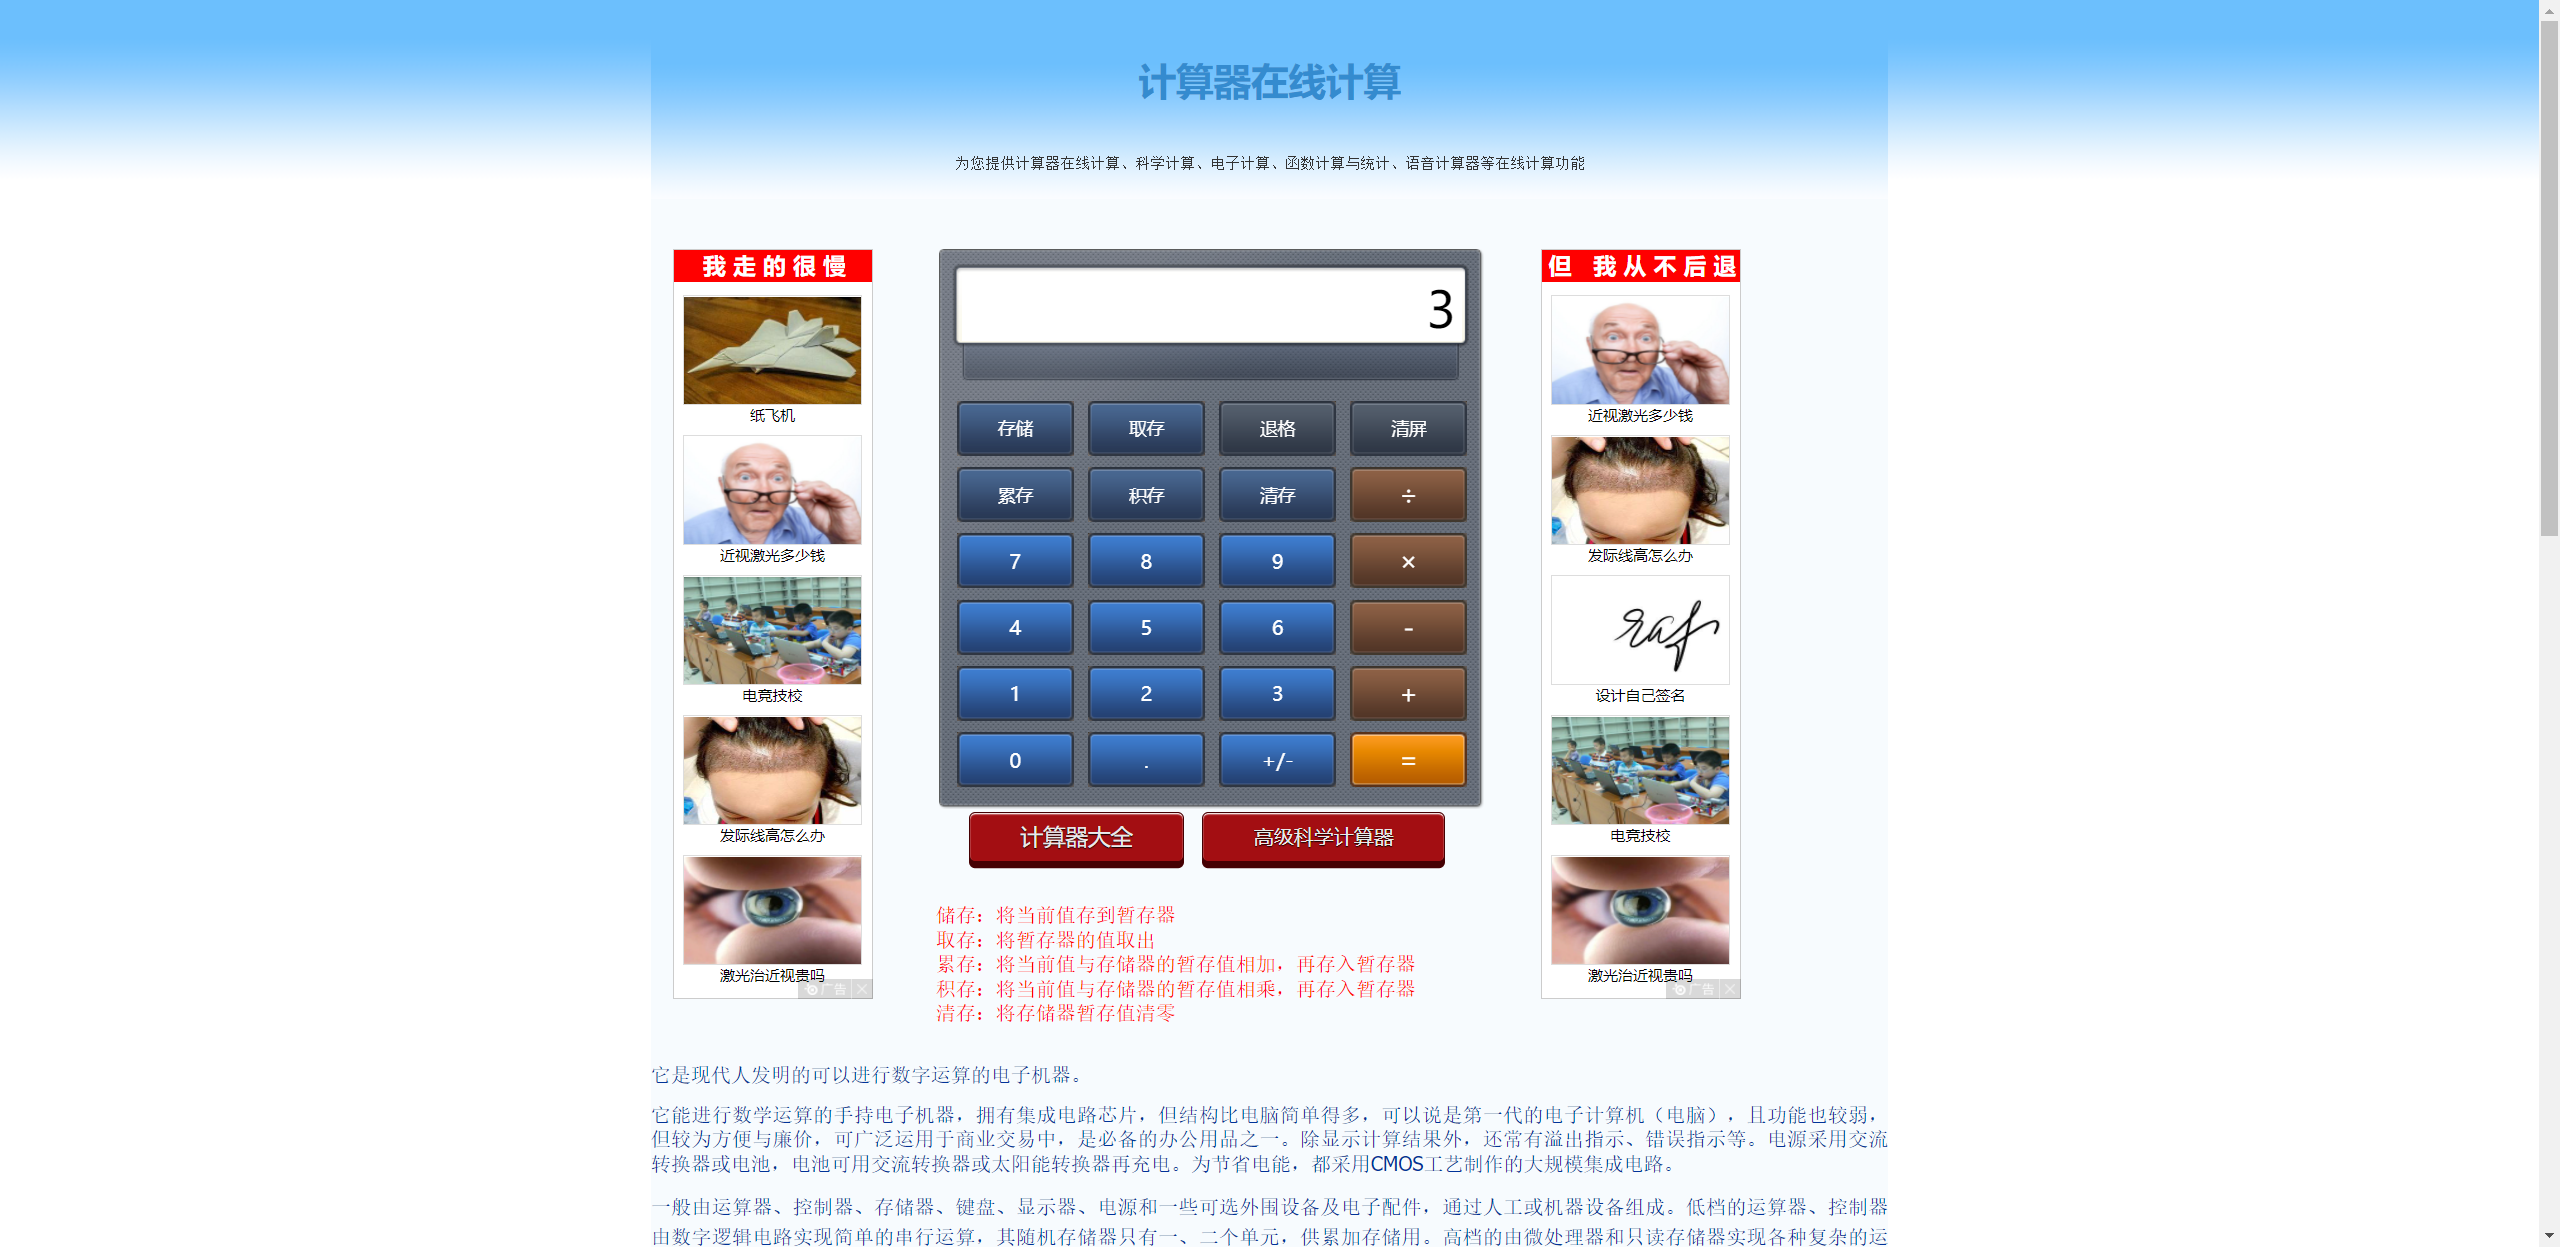 计算器在线计算
为您提供计算器在线计算、科学计算、电子计算、函数计算与统计、语音计算器等在线计算功能
我走的很慢
纸飞机
近视激光多少钱
电竞技校
发际线高怎么办
激光治近视贵吗
广告
3
存储 取存 退格 清屏
累存 积存 清存 ÷
7 8 9 ×
4 5 6 -
1 2 3 +
0 . +/- =
计算器大全 高级科学计算器
储存：将当前值存到暂存器
取存：将暂存器的值取出
累存：将当前值与存储器的暂存值相加，再存入暂存器
积存：将当前值与存储器的暂存值相乘，再存入暂存器
清存：将存储器暂存值清零
但 我从不后退
近视激光多少钱
发际线高怎么办
raf
设计自己签名
电竞技校
激光治近视贵吗
广告
它是现代人发明的可以进行数字运算的电子机器。
它能进行数学运算的手持电子机器，拥有集成电路芯片，但结构比电脑简单得多，可以说是第一代的电子计算机（电脑），且功能也较弱，
但较为方便与廉价，可广泛运用于商业交易中，是必备的办公用品之一。除显示计算结果外，还常有溢出指示、错误指示等。电源采用交流
转换器或电池，电池可用交流转换器或太阳能转换器再充电。为节省电能，都采用CMOS工艺制作的大规模集成电路。
一般由运算器、控制器、存储器、键盘、显示器、电源和一些可选外围设备及电子配件，通过人工或机器设备组成。低档的运算器、控制器
由数字逻辑电路实现简单的串行运算，其随机存储器只有一、二个单元，供累加存储用。高档的由微处理器和只读存储器实现各种复杂的运